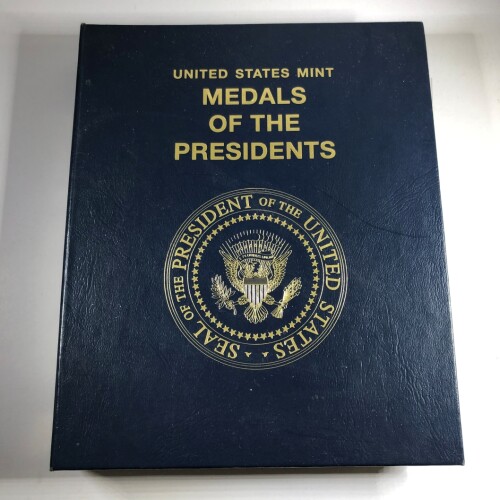 UNITED STATES MINT
MEDALS
OF THE
PRESIDENTS
SEAL OF THE PRESIDENT OF THE UNITED STATES